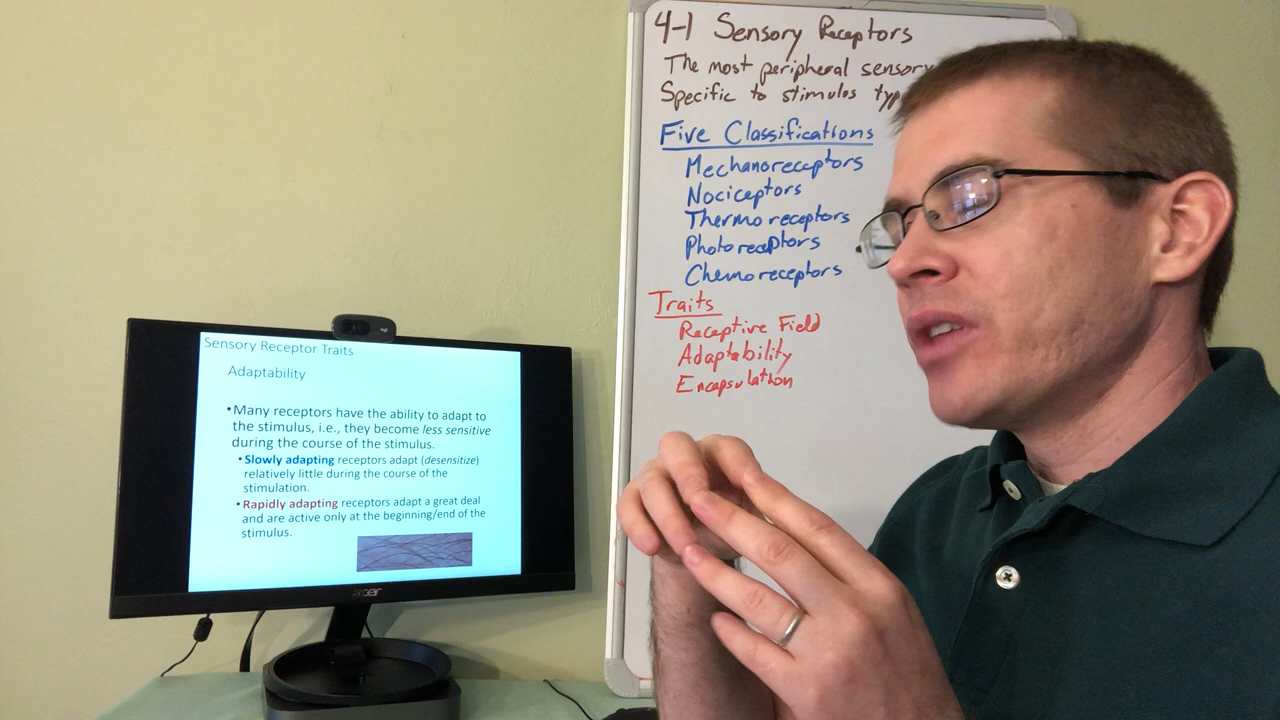 4-1 Sensory Receptors
The most peripheral sensory
Specific to stimulus typ
Five Classifications
Mechanoreceptors
Nociceptors
Thermoreceptors
Photoreceptors
Chemoreceptors
Traits
Receptive Field
Adaptability
Encapsulation
Sensory Receptor Traits
Adaptability
•Many receptors have the ability to adapt to
the stimulus, i.e., they become less sensitive
during the course of the stimulus.
•Slowly adapting receptors adapt (desensitize)
relatively little during the course of the
stimulation.
•Rapidly adapting receptors adapt a great deal
and are active only at the beginning/end of the
stimulus.
acer